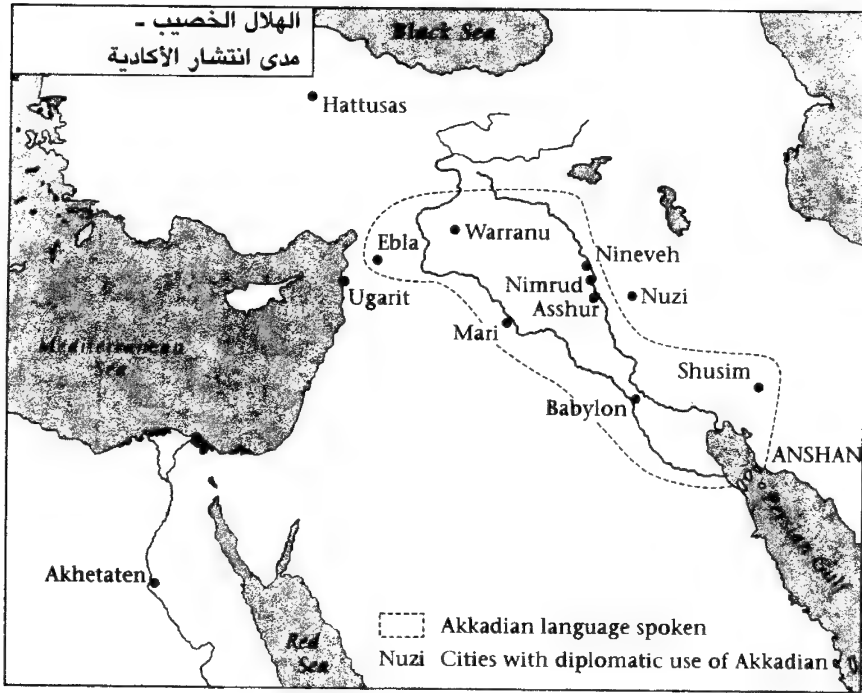 الهلال الخصيب ـ
مدى انتشار الأكادية
Black Sea
Hattusas
Warranu
Ebla
Nineveh
Nimrud
Nuzi
Ugarit
Asshur
Mari
Shusim
Mediterranean
Sea
Babylon
ANSHAN
Persian Gulf
Akhetaten
Red
Sea
Akkadian language spoken
Nuzi Cities with diplomatic use of Akkadian